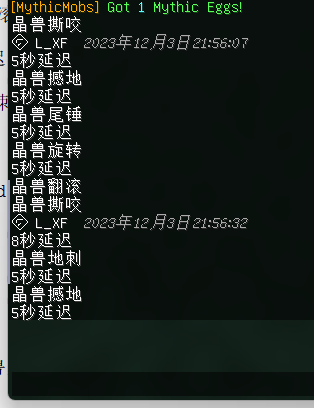 [MythicMobs] Got 1 Mythic Eggs!
晶兽撕咬
L_XF 2023年12月3日 21:56:07
5秒延迟
晶兽撼地
5秒延迟
晶兽尾锤
5秒延迟
晶兽旋转
5秒延迟
晶兽翻滚
晶兽撕咬
L_XF 2023年12月3日 21:56:32
8秒延迟
晶兽地刺
5秒延迟
晶兽撼地
5秒延迟